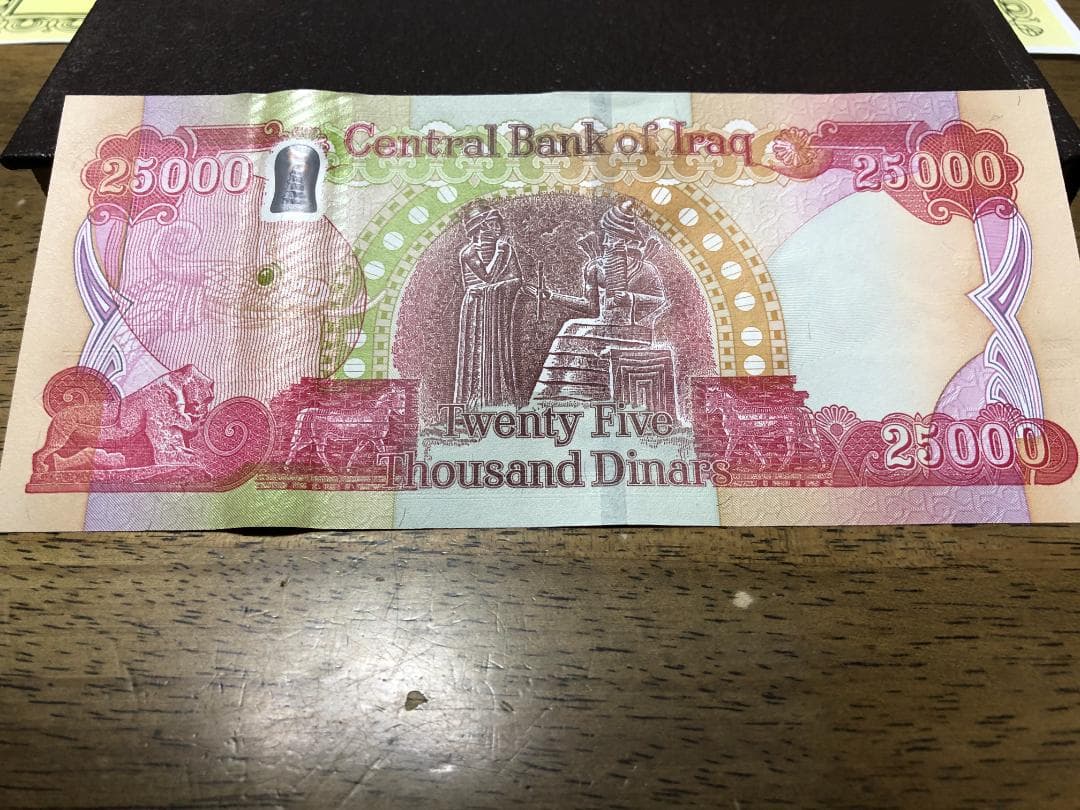 Central Bank of Iraq
25000
25000
Twenty Five
Thousand Dinars
25000